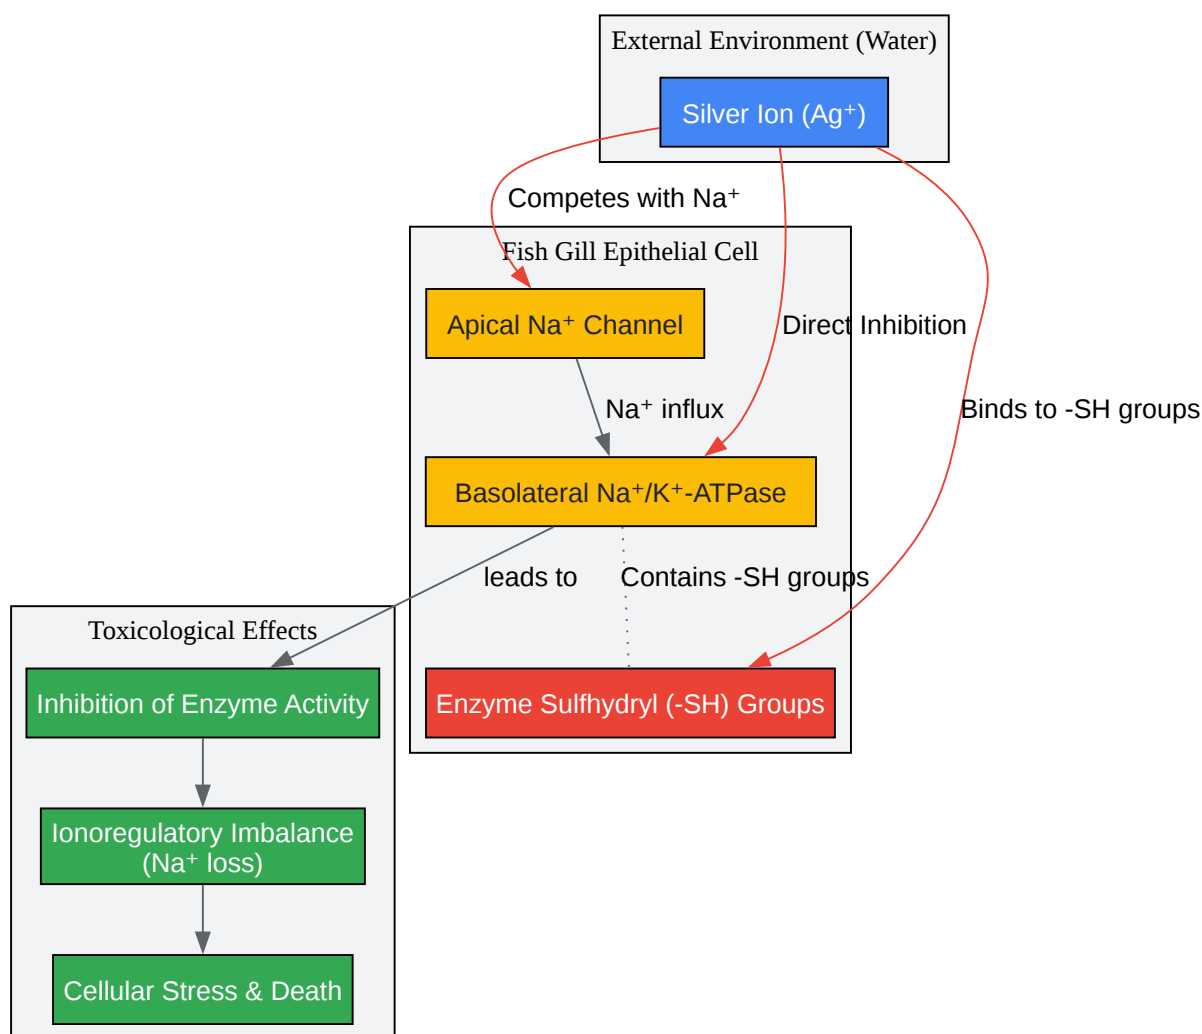 External Environment (Water)
Silver Ion (Ag⁺)
Competes with Na⁺
Fish Gill Epithelial Cell
Apical Na⁺ Channel
Direct Inhibition
Na⁺ influx
Binds to -SH groups
Basolateral Na⁺/K⁺-ATPase
leads to
Contains -SH groups
Toxicological Effects
Inhibition of Enzyme Activity
Enzyme Sulfhydryl (-SH) Groups
Ionoregulatory Imbalance
(Na⁺ loss)
Cellular Stress & Death